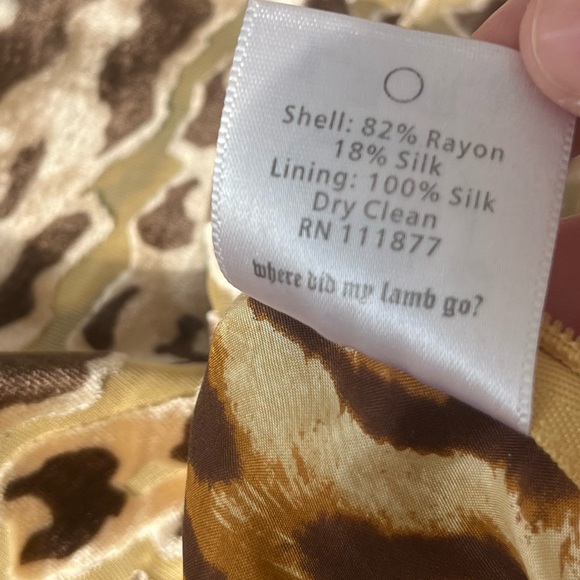 Shell: 82% Rayon
18% Silk
Lining: 100% Silk
Dry Clean
RN 111877
where did my lamb go?